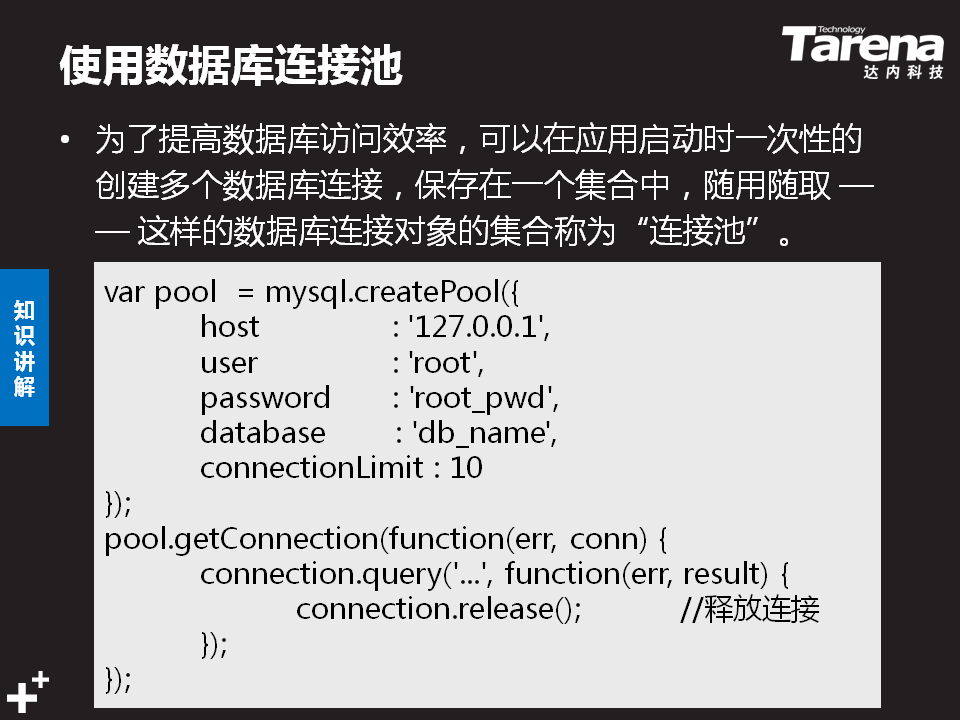 使用数据库连接池
Technology
Tarena
达内科技
• 为了提高数据库访问效率，可以在应用启动时一次性的
创建多个数据库连接，保存在一个集合中，随用随取 —
— 这样的数据库连接对象的集合称为“连接池”。
知
识
讲
解
var pool = mysql.createPool({
host : '127.0.0.1',
user : 'root',
password : 'root_pwd',
database : 'db_name',
connectionLimit : 10
});
pool.getConnection(function(err, conn) {
connection.query('...', function(err, result) {
connection.release(); //释放连接
});
});